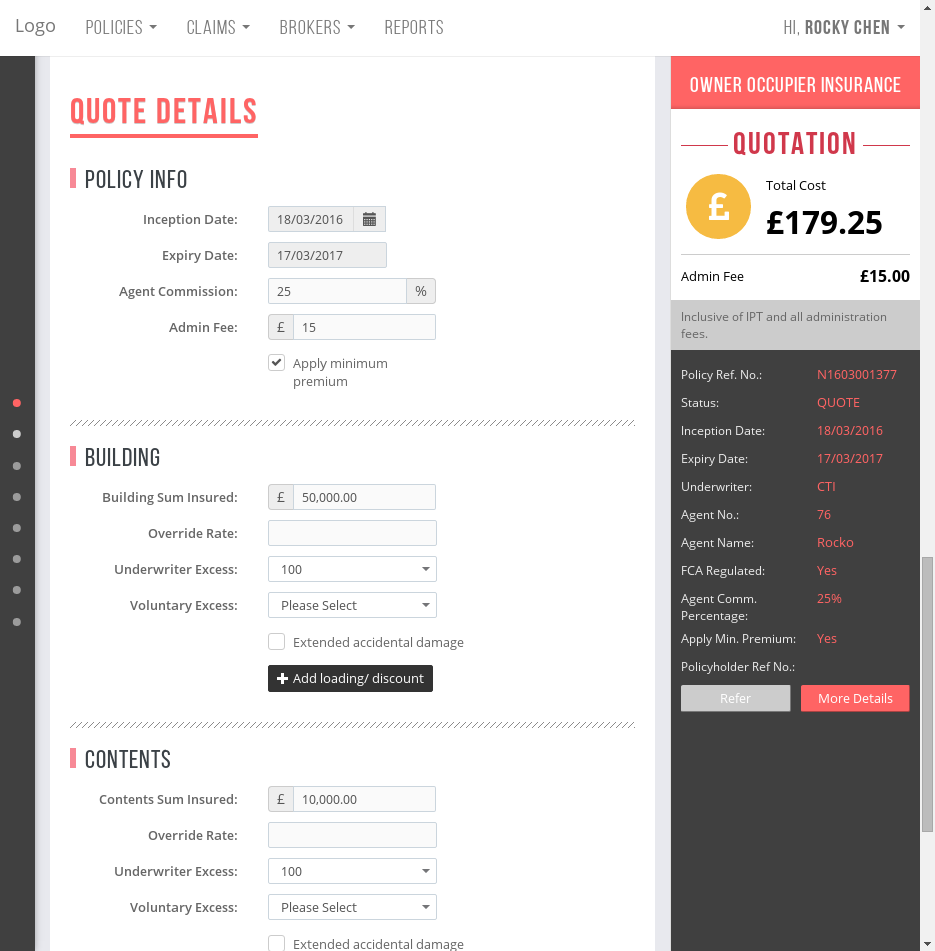 Logo
POLICIES
CLAIMS
BROKERS
REPORTS
HI, ROCKY CHEN
QUOTE DETAILS
POLICY INFO
Inception Date: 18/03/2016
Expiry Date: 17/03/2017
Agent Commission: 25 %
Admin Fee: £ 15
Apply minimum
premium
BUILDING
Building Sum Insured: £ 50,000.00
Override Rate:
Underwriter Excess: 100
Voluntary Excess: Please Select
Extended accidental damage
Add loading/ discount
CONTENTS
Contents Sum Insured: £ 10,000.00
Override Rate:
Underwriter Excess: 100
Voluntary Excess: Please Select
Extended accidental damage
OWNER OCCUPIER INSURANCE
QUOTATION
£
Total Cost
£179.25
Admin Fee £15.00
Inclusive of IPT and all administration
fees.
Policy Ref. No.: N1603001377
Status: QUOTE
Inception Date: 18/03/2016
Expiry Date: 17/03/2017
Underwriter: CTI
Agent No.: 76
Agent Name: Rocko
FCA Regulated: Yes
Agent Comm. 25%
Percentage:
Apply Min. Premium: Yes
Policyholder Ref No.:
Refer
More Details